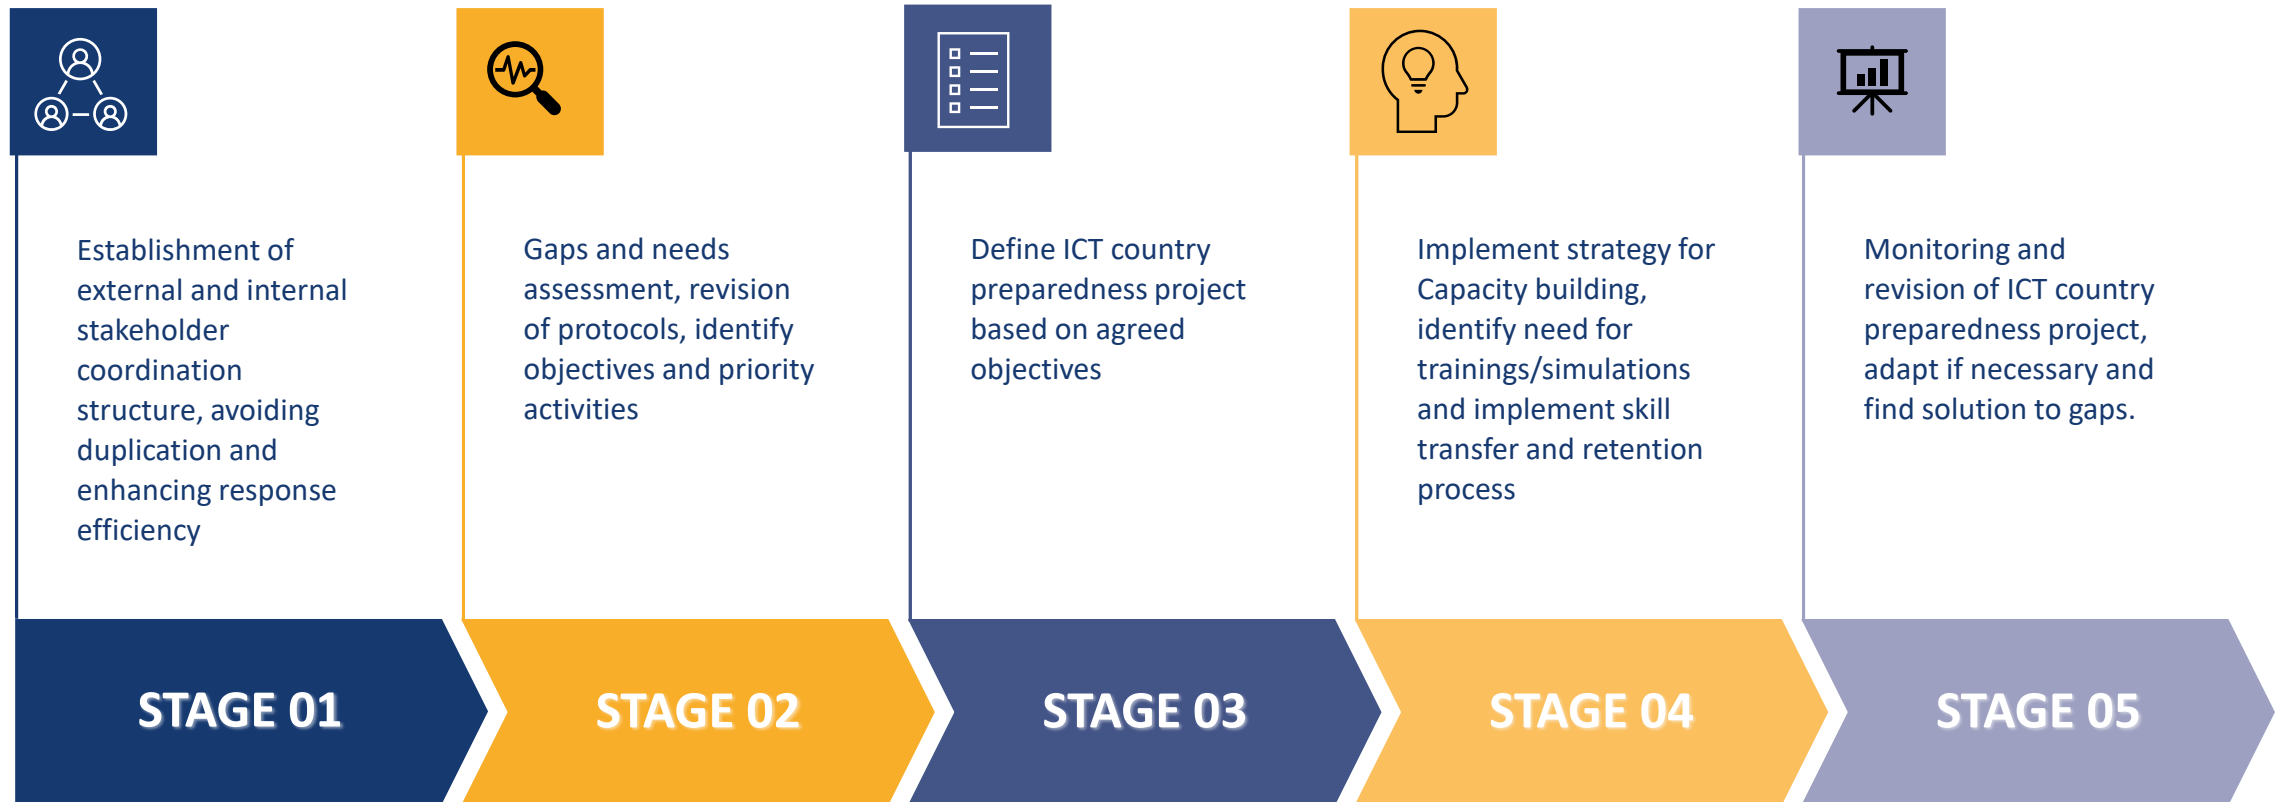 Establishment of
external and internal
stakeholder
coordination
structure, avoiding
duplication and
enhancing response
efficiency
Gaps and needs
assessment, revision
of protocols, identify
objectives and priority
activities
Define ICT country
preparedness project
based on agreed
objectives
Implement strategy for
Capacity building,
identify need for
trainings/simulations
and implement skill
transfer and retention
process
Monitoring and
revision of ICT country
preparedness project,
adapt if necessary and
find solution to gaps.
STAGE 01
STAGE 02
STAGE 03
STAGE 04
STAGE 05